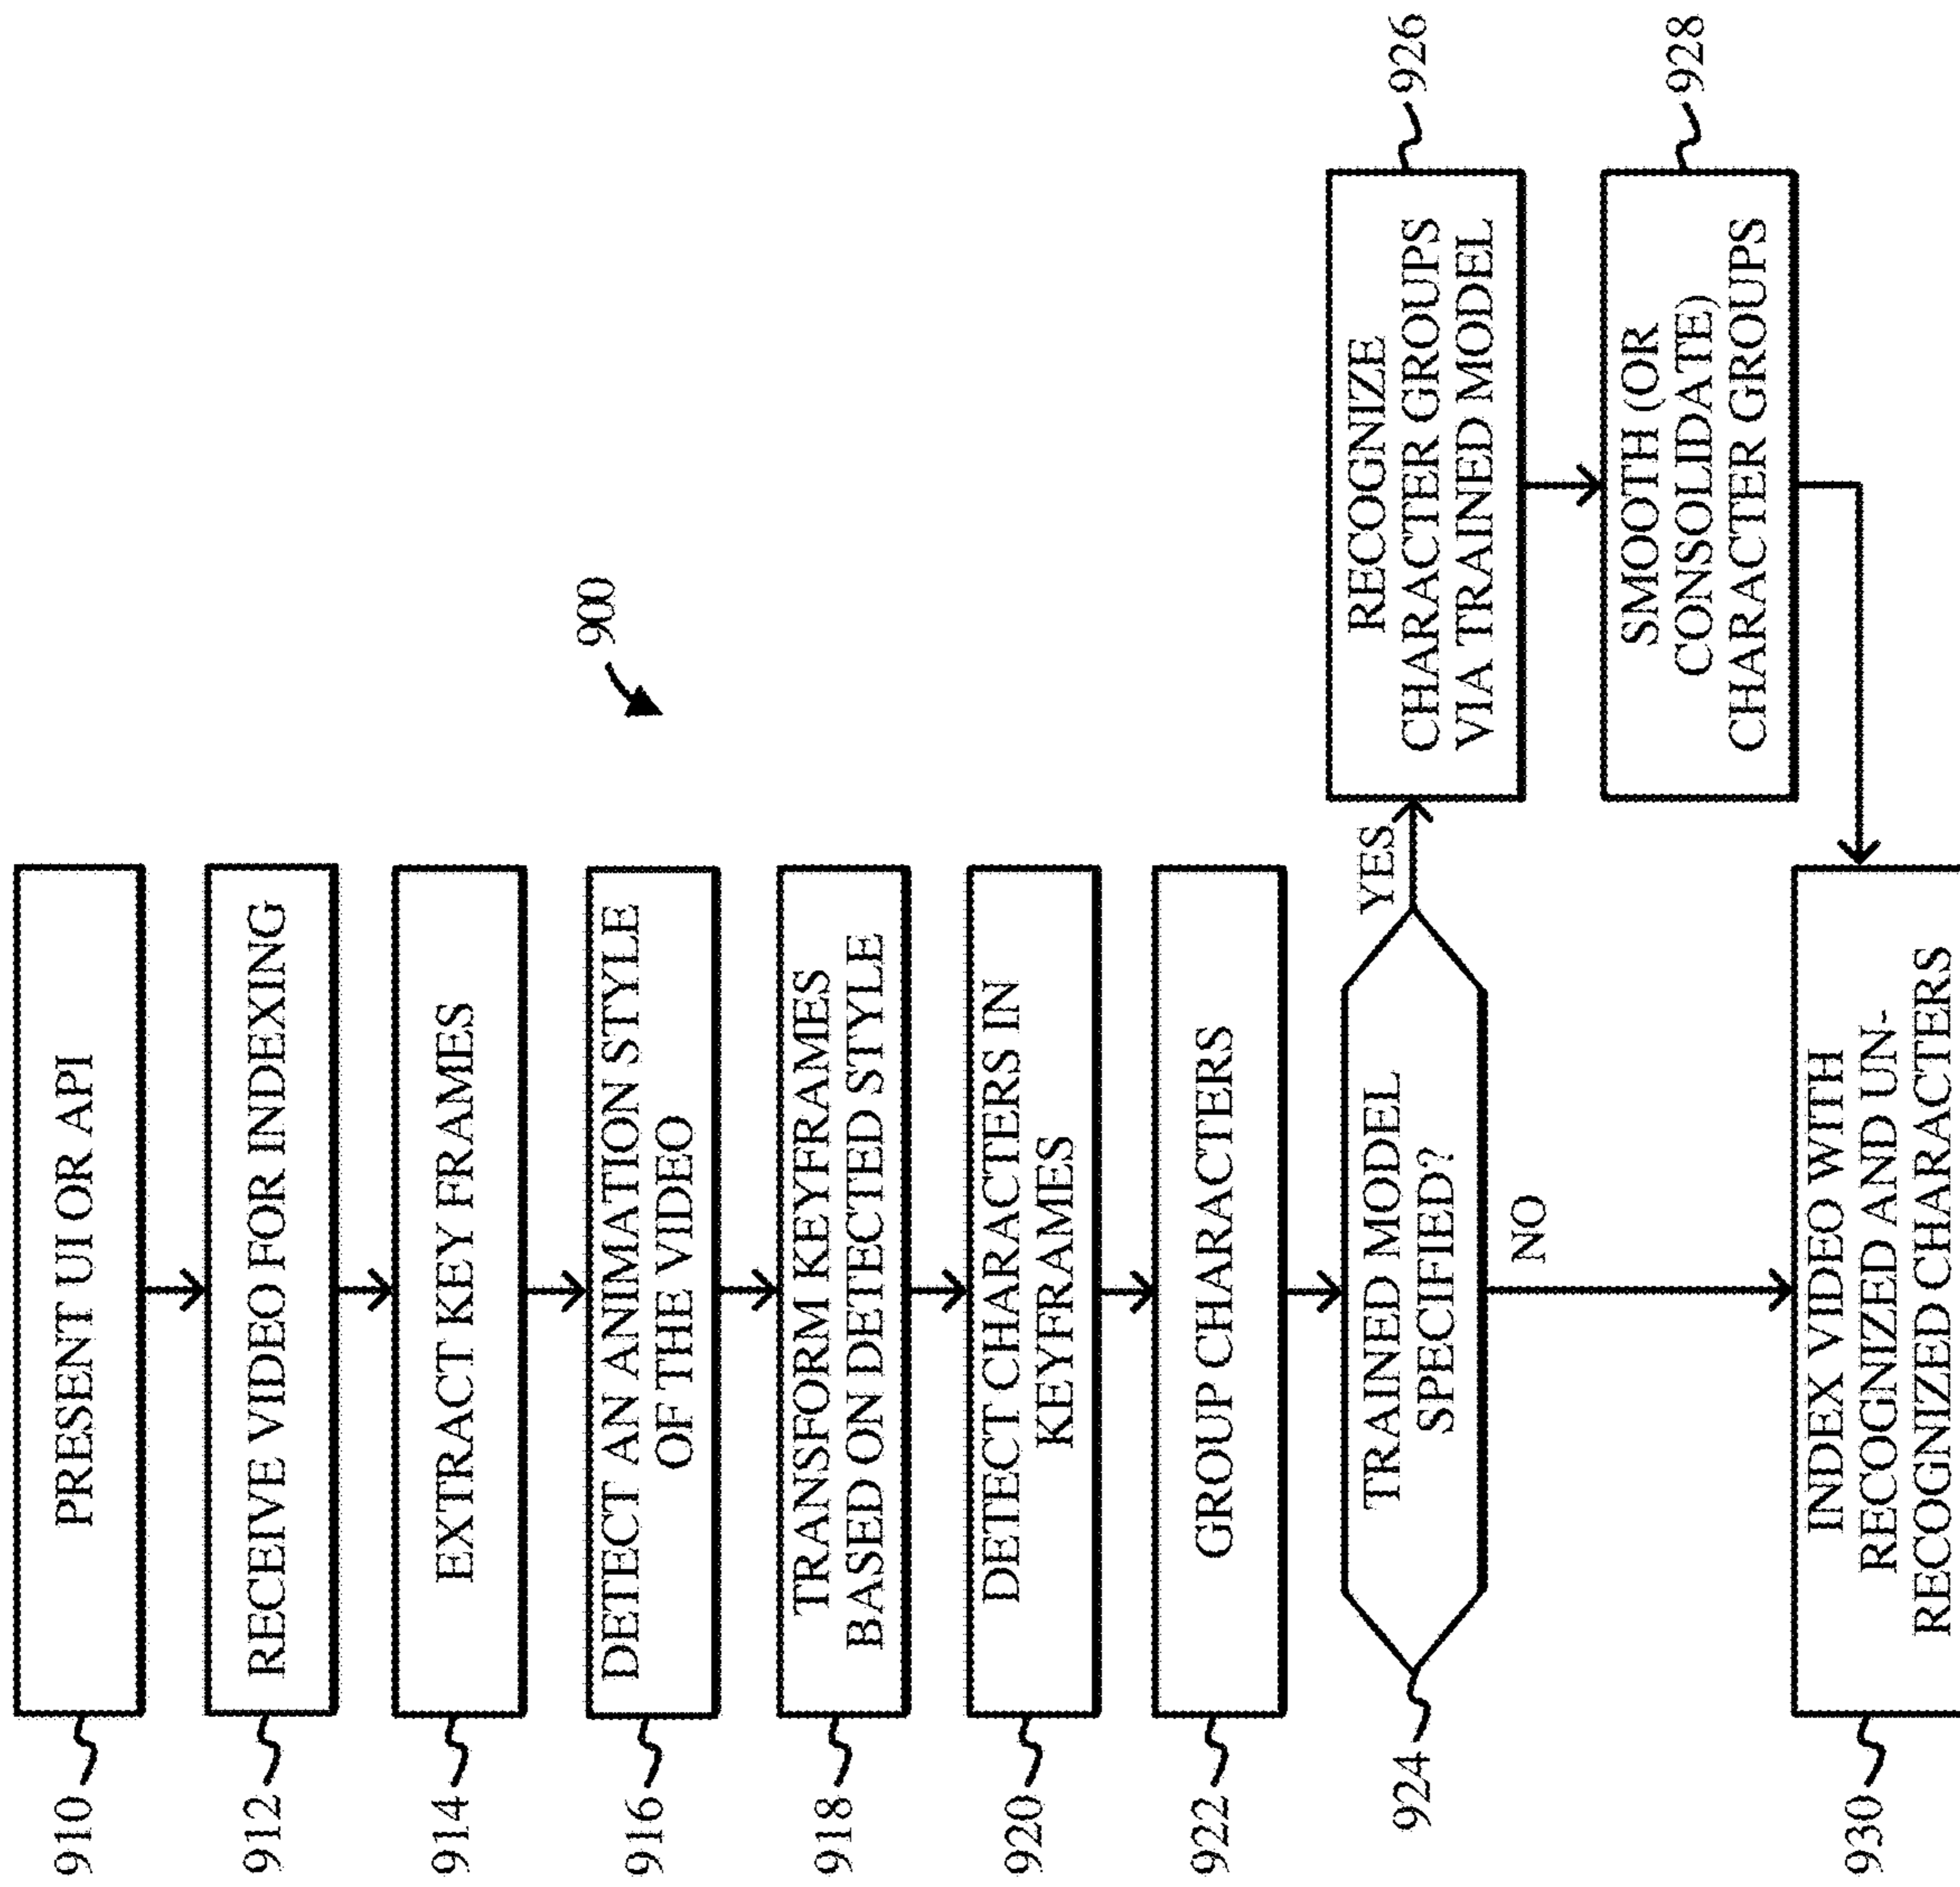 900
910
PRESENT UI OR API
912
RECEIVE VIDEO FOR INDEXING
914
EXTRACT KEY FRAMES
916
DETECT AN ANIMATION STYLE
OF THE VIDEO
918
TRANSFORM KEYFRAMES
BASED ON DETECTED STYLE
920
DETECT CHARACTERS IN
KEYFRAMES
922
GROUP CHARACTERS
924
TRAINED MODEL
SPECIFIED?
YES
NO
RECOGNIZE
CHARACTER GROUPS
VIA TRAINED MODEL
926
SMOOTH (OR
CONSOLIDATE)
CHARACTER GROUPS
928
930
INDEX VIDEO WITH
RECOGNIZED AND UN-
RECOGNIZED CHARACTERS